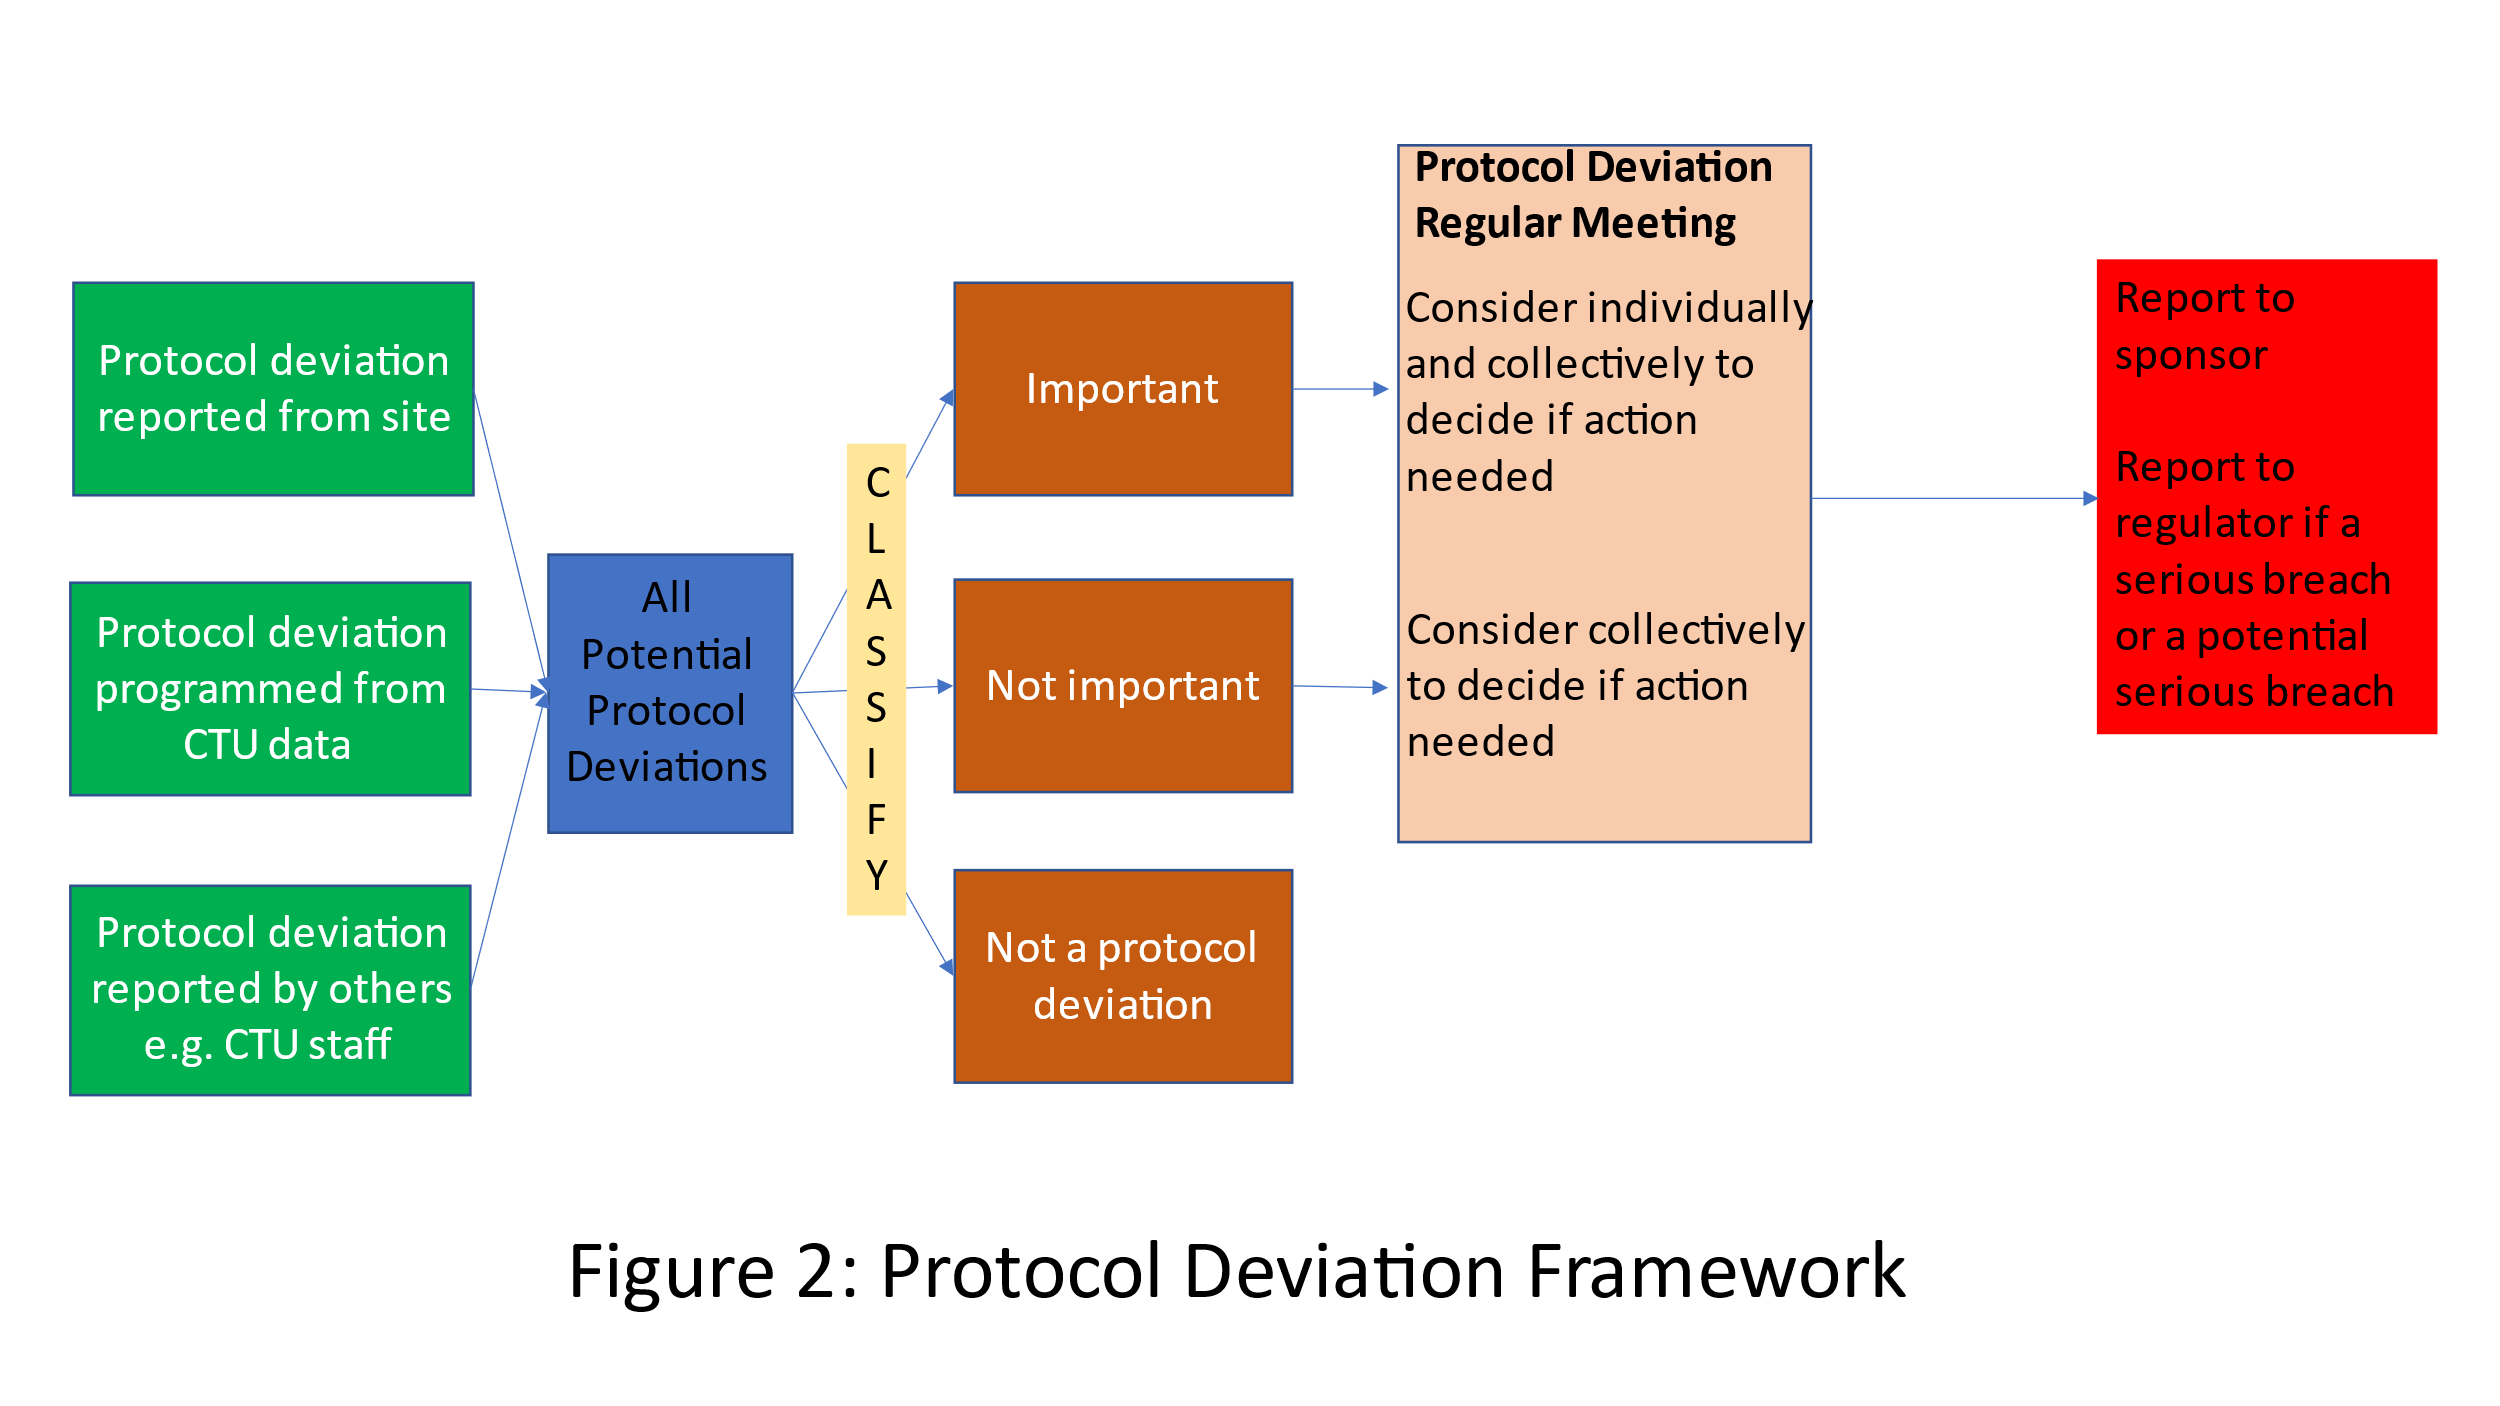 Protocol deviation
reported from site
Protocol deviation
programmed from
CTU data
Protocol deviation
reported by others
e.g. CTU staff
All
Potential
Protocol
Deviations
C
L
A
S
S
I
F
Y
Important
Not important
Not a protocol
deviation
Protocol Deviation
Regular Meeting
Consider individually
and collectively to
decide if action
needed
Consider collectively
to decide if action
needed
Report to
sponsor
Report to
regulator if a
serious breach
or a potential
serious breach
Figure 2: Protocol Deviation Framework